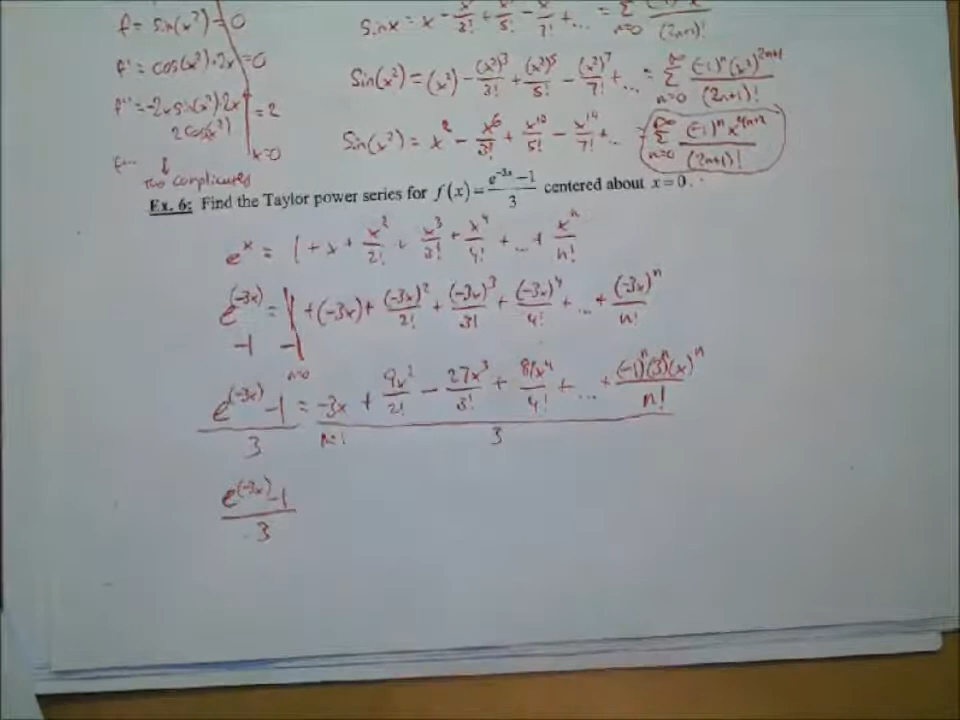 f = sin(x²) = 0
f' = cos(x²)·2x = 0
f'' = -2x sin(x²)·2x = 2
2cos(x²)
x=0
Too complicated
Sin x = x - x³/3! + x⁵/5! - x⁷/7! + ... = Σ n=0 (2n+1)!
Sin(x²) = (x²) - (x²)³/3! + (x²)⁵/5! - (x²)⁷/7! + ... = Σ n=0 ∞ (-1)ⁿ(x²)²ⁿ⁺¹/(2n+1)!
Sin(x²) = x² - x⁶/3! + x¹⁰/5! - x¹⁴/7! + ... = Σ n=0 ∞ (-1)ⁿ x⁴ⁿ⁺²/(2n+1)!
Ex. 6: Find the Taylor power series for f(x) = (e^(-3x) - 1)/3 centered about x = 0.
e^x = 1 + x + x²/2! + x³/3! + x⁴/4! + ... + xⁿ/n!
e^(-3x) = 1 + (-3x) + (-3x)²/2! + (-3x)³/3! + (-3x)⁴/4! + ... + (-3x)ⁿ/n!
-1 -1
n=0
(e^(-3x) - 1)/3 = (-3x + 9x²/2! - 27x³/3! + 81x⁴/4! + ... + (-1)ⁿ(3)ⁿ(x)ⁿ/n!)/3
n=1
(e^(-3x) - 1)/3